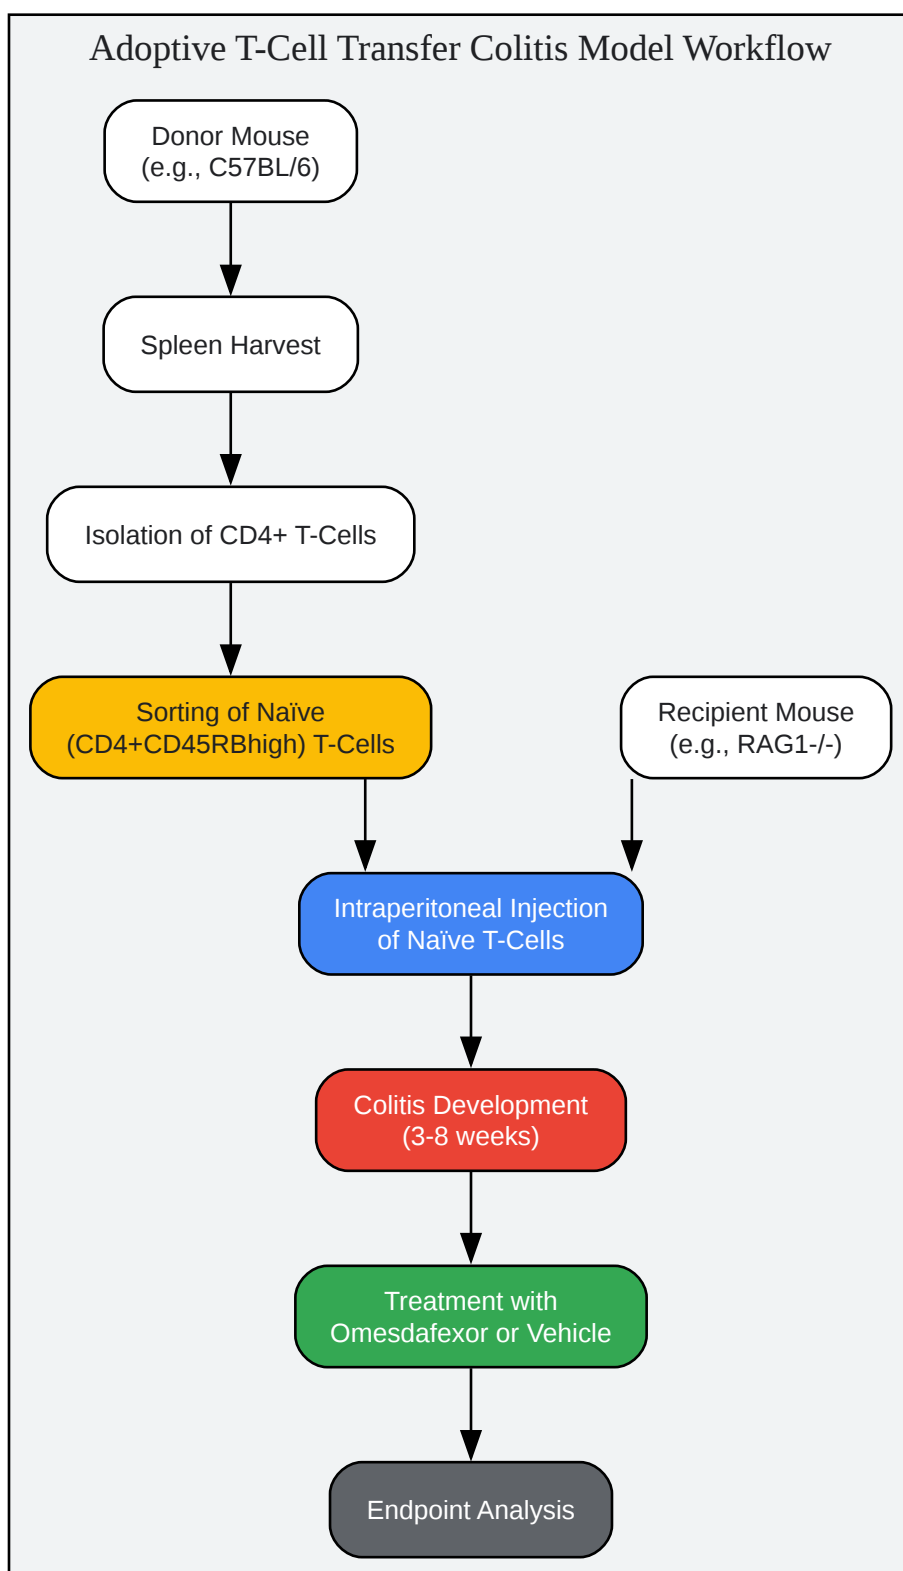 Adoptive T-Cell Transfer Colitis Model Workflow
Donor Mouse
(e.g., C57BL/6)
Spleen Harvest
Isolation of CD4+ T-Cells
Sorting of Naïve
(CD4+CD45RBhigh) T-Cells
Recipient Mouse
(e.g., RAG1-/-)
Intraperitoneal Injection
of Naïve T-Cells
Colitis Development
(3-8 weeks)
Treatment with
Omesdafexor or Vehicle
Endpoint Analysis